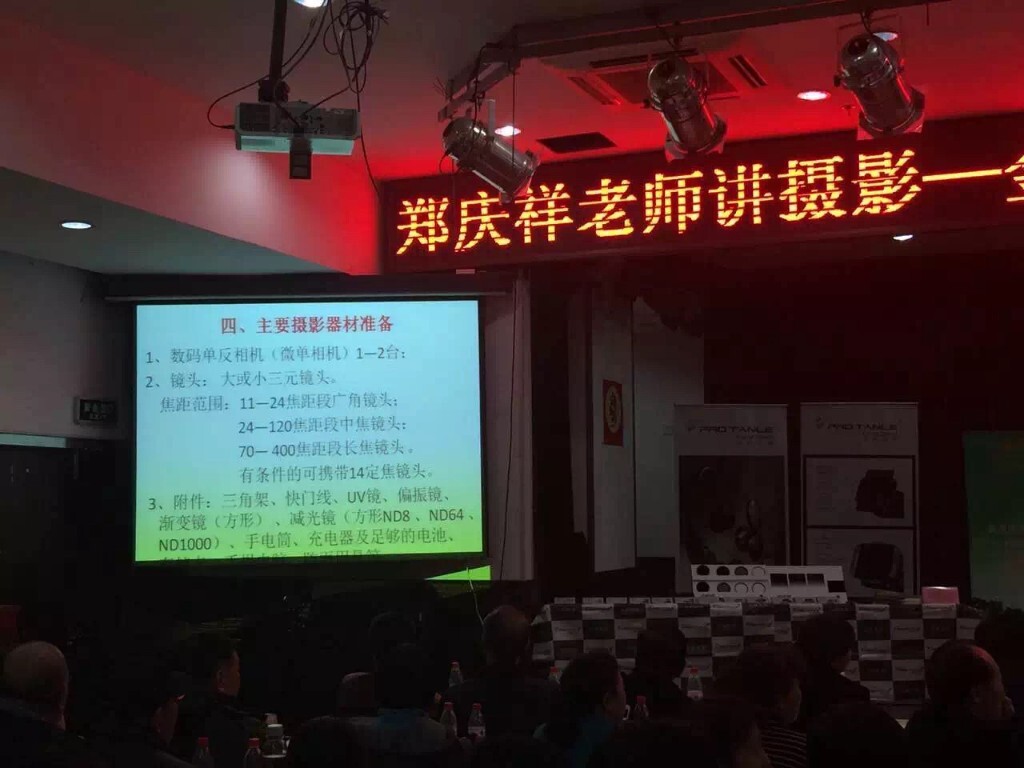 郑庆祥老师讲摄影一
四、主要摄影器材准备
1、数码单反相机（微单相机）1—2台；
2、镜头：大或小三元镜头。
焦距范围：11—24焦距段广角镜头；
24—120焦距段中焦镜头；
70—400焦距段长焦镜头。
有条件的可携带14定焦镜头。
3、附件：三角架、快门线、UV镜、偏振镜、
渐变镜（方形）、减光镜（方形ND8、ND64、
ND1000）、手电筒、充电器及足够的电池、
PROTANLE
PROTANLE